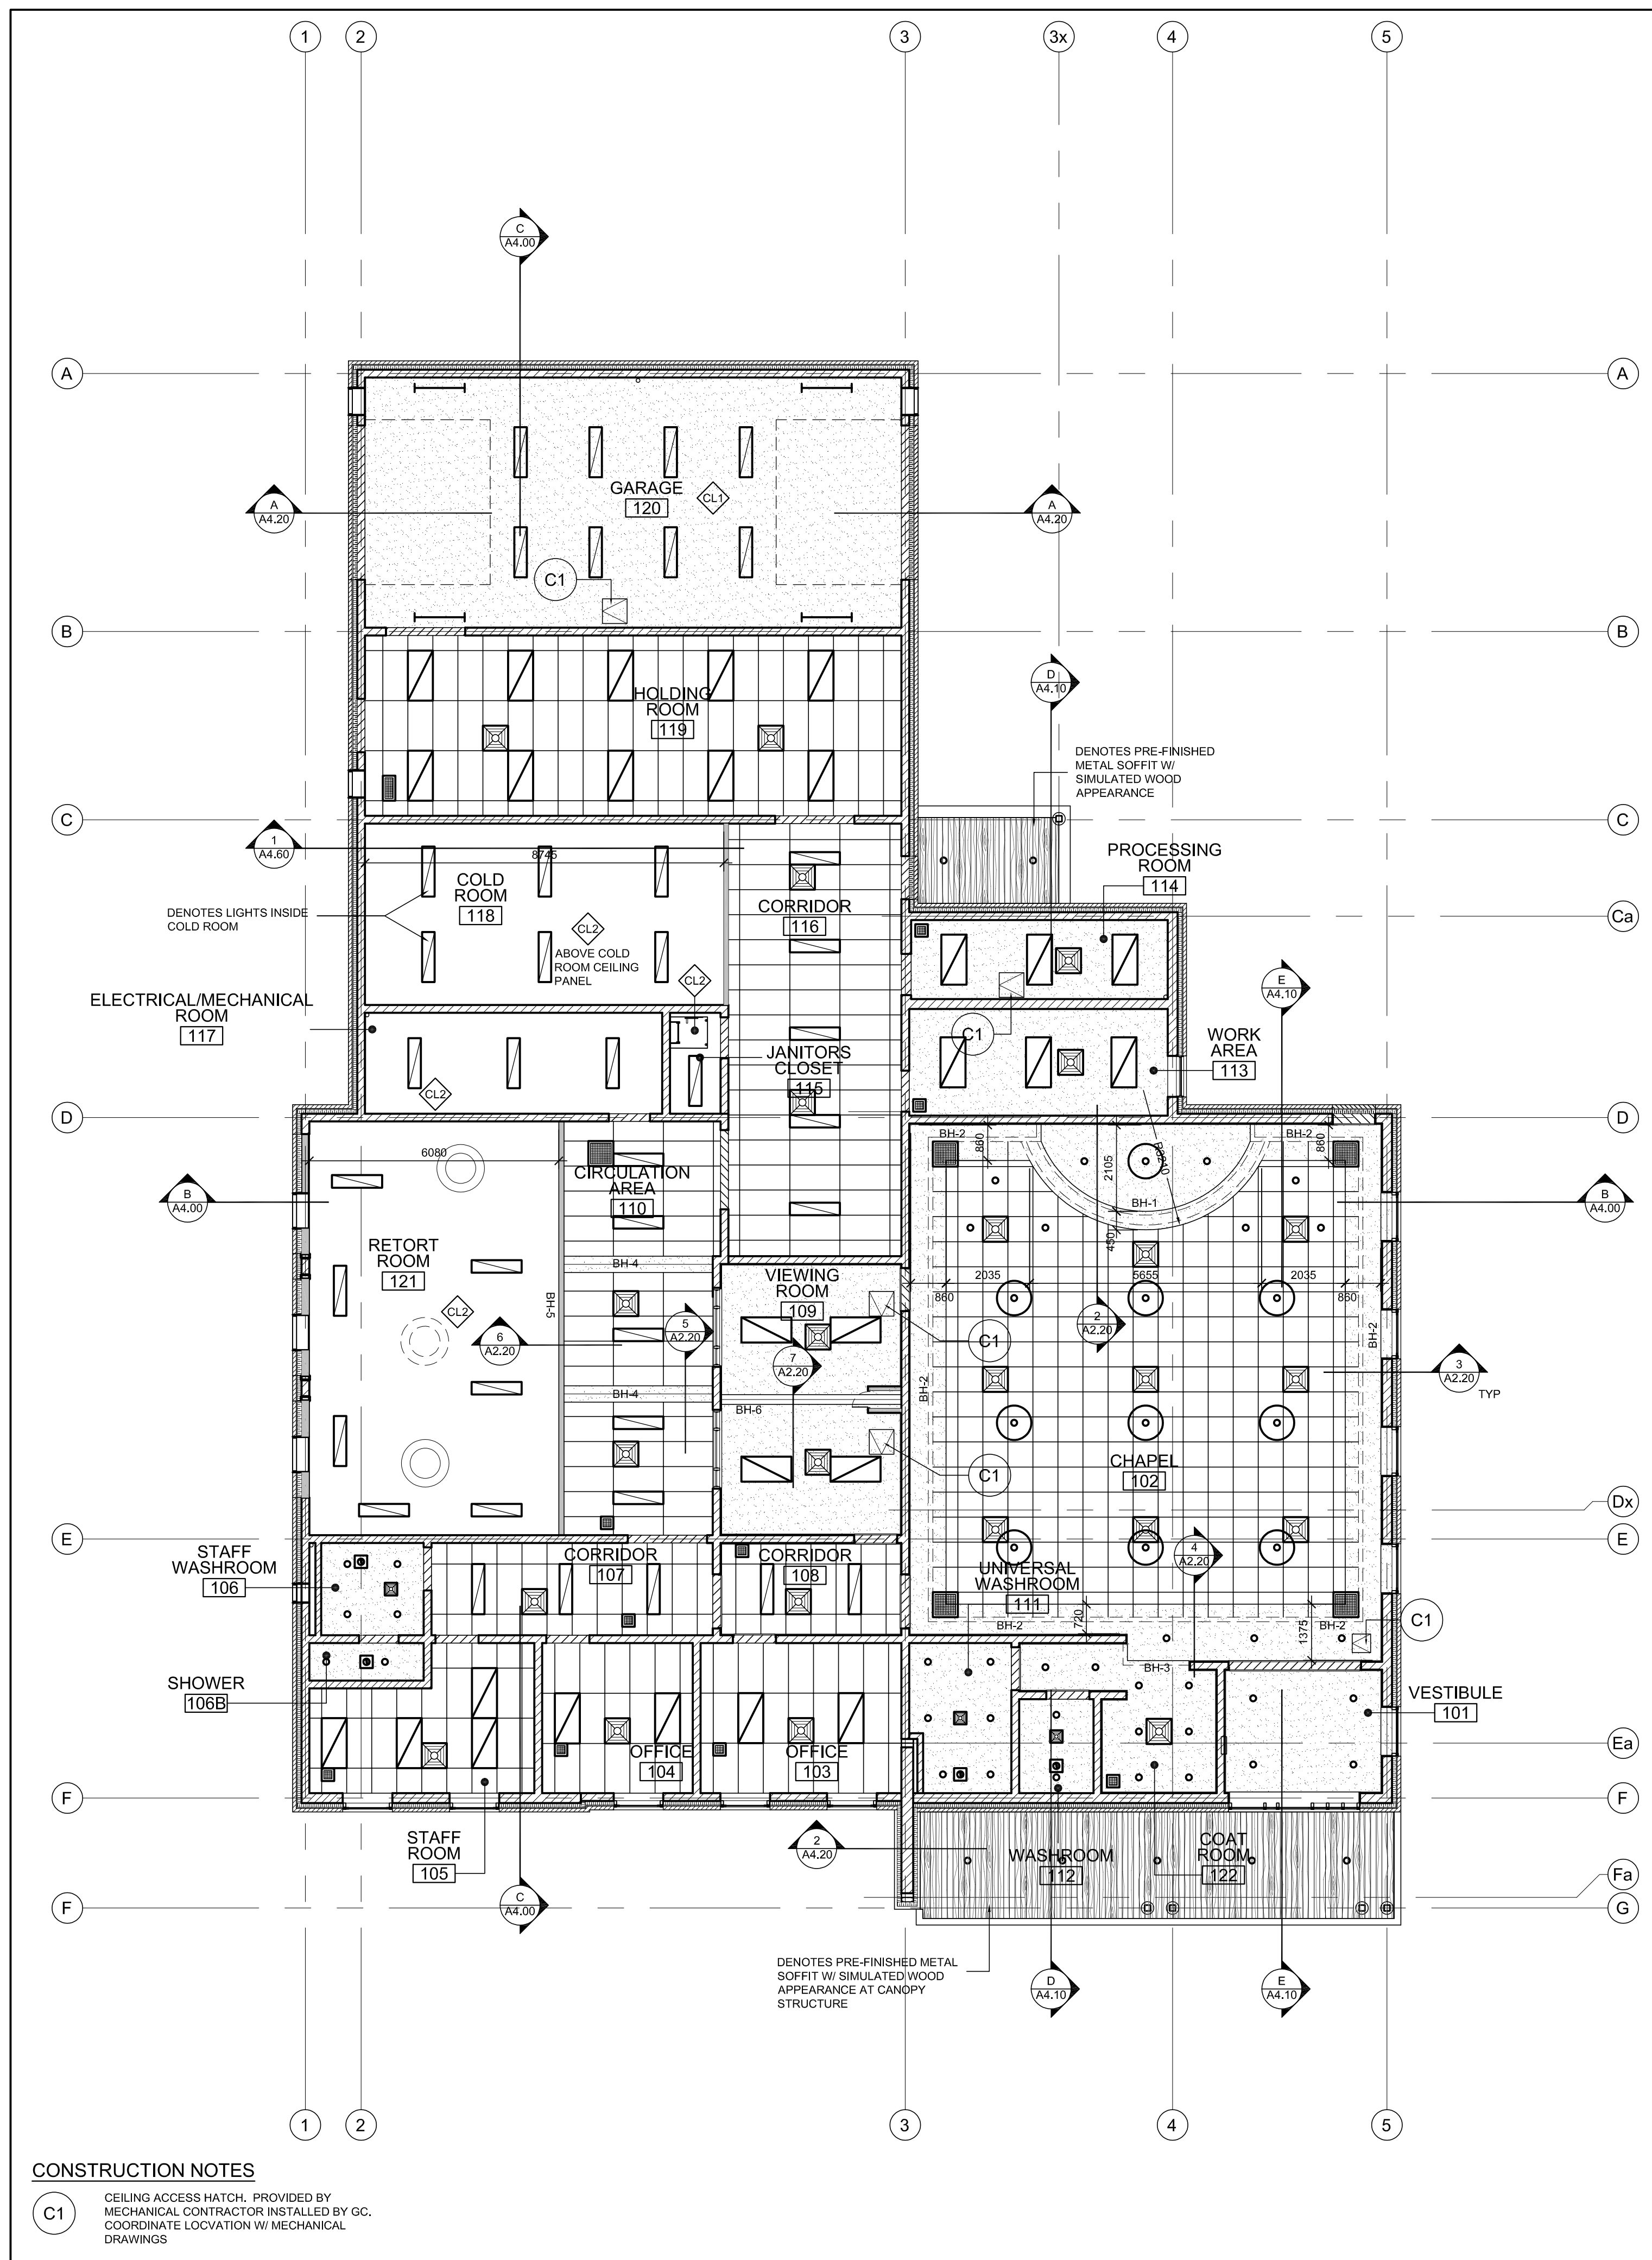 1
2
3
3x
4
5
C
A4.00
A
A
A
A4.20
GARAGE
120
CL1
A
A4.20
C1
B
B
D
A4.10
HOLDING
ROOM
119
DENOTES PRE-FINISHED
METAL SOFFIT W/
SIMULATED WOOD
APPEARANCE
C
C
1
A4.60
8745
COLD
ROOM
118
DENOTES LIGHTS INSIDE
COLD ROOM
CL2
ABOVE COLD
ROOM CEILING
PANEL
CL2
CORRIDOR
116
PROCESSING
ROOM
114
Ca
E
A4.10
ELECTRICAL/MECHANICAL
ROOM
117
CL2
C1
JANITORS
CLOSET
115
WORK
AREA
113
D
D
6080
BH-2
860
2105
R3210
BH-2
860
BH-1
450
CIRCULATION
AREA
110
B
A4.00
B
A4.00
RETORT
ROOM
121
CL2
BH-4
BH-5
VIEWING
ROOM
109
2035
5655
2035
860
860
6
A2.20
5
A2.20
7
A2.20
C1
2
A2.20
BH-2
3
A2.20
TYP
BH-4
BH-6
BH-2
C1
CHAPEL
102
Dx
E
E
STAFF
WASHROOM
106
CORRIDOR
107
CORRIDOR
108
4
A2.20
UNIVERSAL
WASHROOM
111
BH-2
720
1375
BH-2
C1
BH-3
SHOWER
106B
VESTIBULE
101
OFFICE
104
OFFICE
103
Ea
F
F
STAFF
ROOM
105
2
A4.20
WASHROOM
112
COAT
ROOM
122
Fa
F
G
C
A4.00
DENOTES PRE-FINISHED METAL
SOFFIT W/ SIMULATED WOOD
APPEARANCE AT CANOPY
STRUCTURE
D
A4.10
E
A4.10
1
2
3
4
5
CONSTRUCTION NOTES
C1
CEILING ACCESS HATCH.  PROVIDED BY
MECHANICAL CONTRACTOR INSTALLED BY GC.
COORDINATE LOCVATION W/ MECHANICAL
DRAWINGS